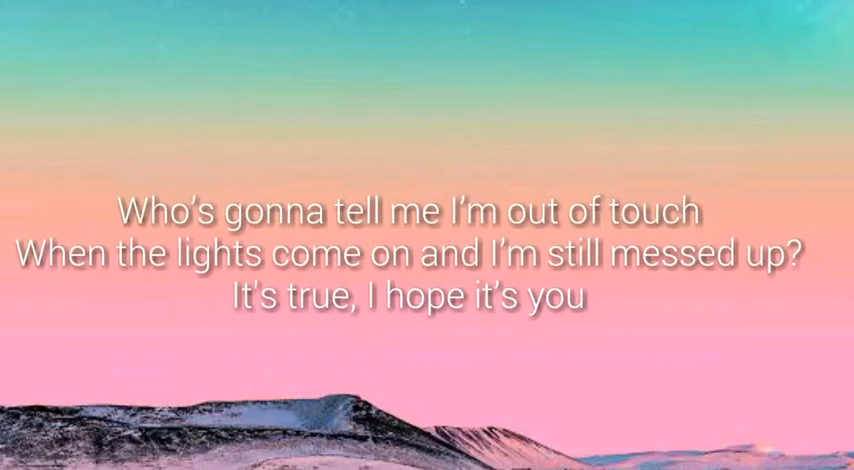 Who’s gonna tell me I’m out of touch
When the lights come on and I’m still messed up?
It's true, I hope it’s you